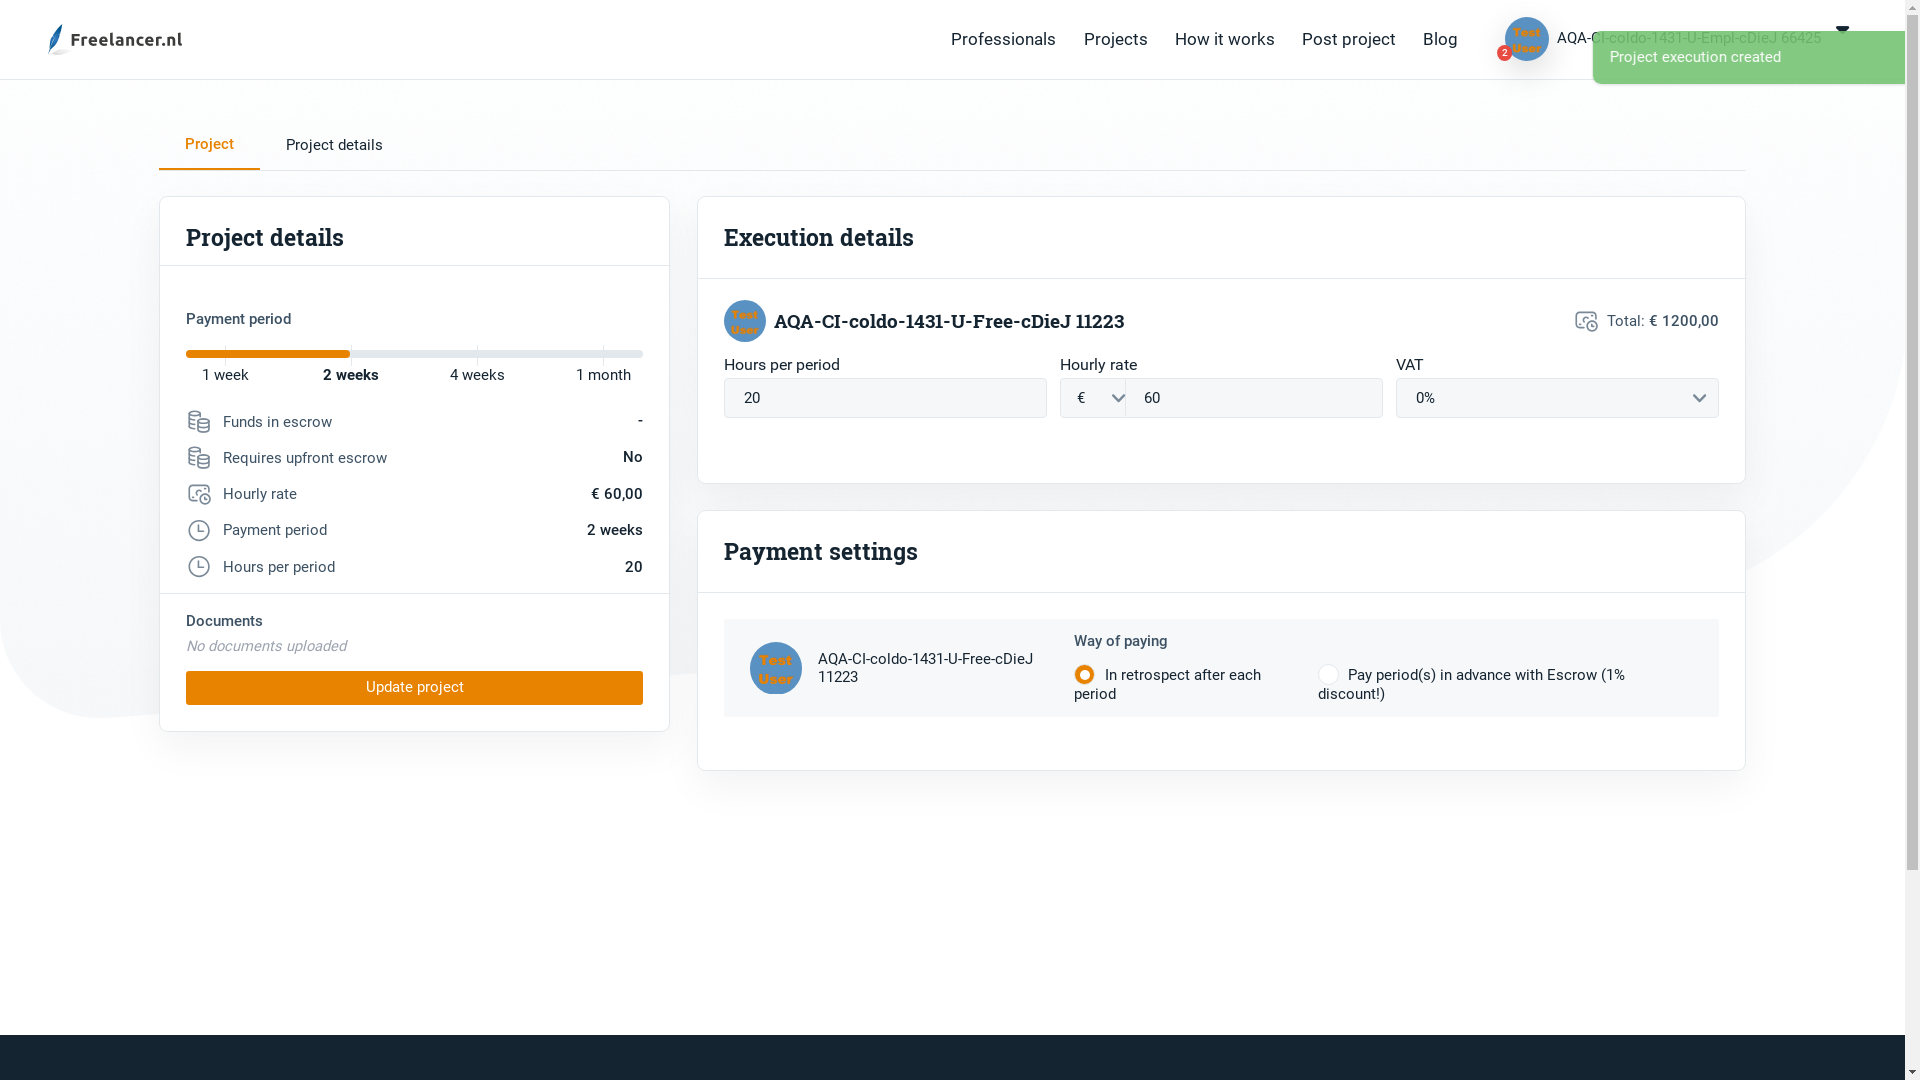 Freelancer.nl
Professionals
Projects
How it works
Post project
Blog
Test
User
2
AQA-CI-coldo-1431-U-Empl-cDieJ 66425
Project execution created
Project
Project details
Project details
Payment period
1 week
2 weeks
4 weeks
1 month
Funds in escrow
-
Requires upfront escrow
No
Hourly rate
€ 60,00
Payment period
2 weeks
Hours per period
20
Documents
No documents uploaded
Update project
Execution details
Test
User
AQA-CI-coldo-1431-U-Free-cDieJ 11223
Total: € 1200,00
Hours per period
20
Hourly rate
€
60
VAT
0%
Payment settings
Test
User
AQA-CI-coldo-1431-U-Free-cDieJ
11223
Way of paying
In retrospect after each
period
Pay period(s) in advance with Escrow (1%
discount!)